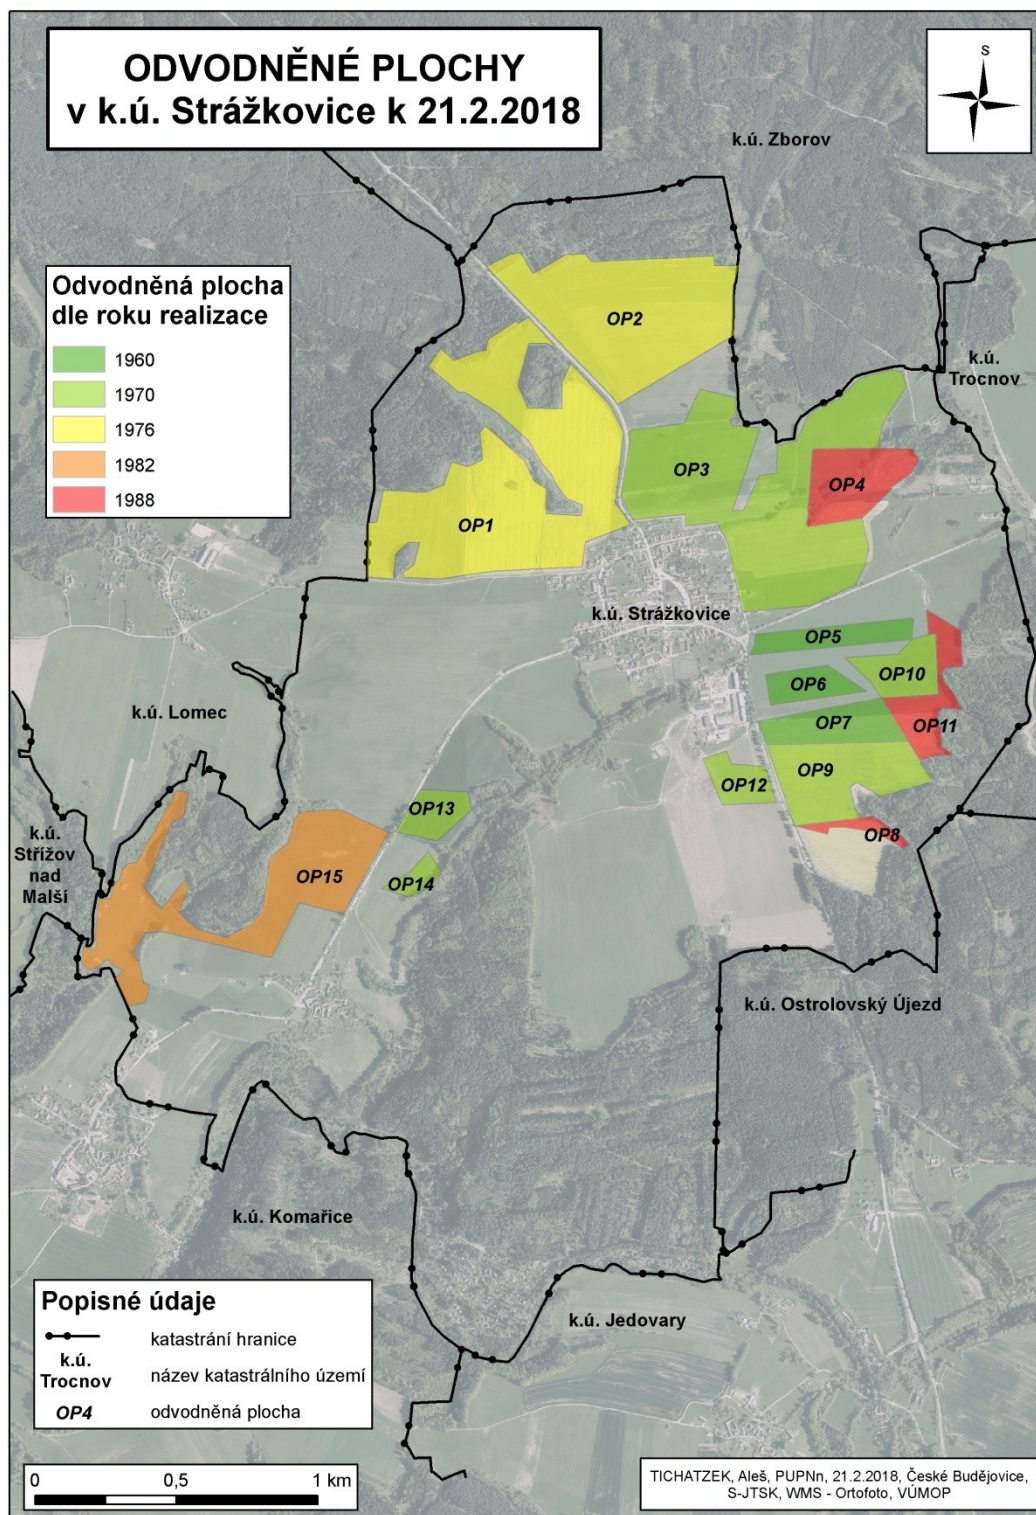 ODVODNĚNÉ PLOCHY
v k.ú. Strážkovice k 21.2.2018
S
k.ú. Zborov
Odvodněná plocha
dle roku realizace
1960
1970
1976
1982
1988
k.ú.
Trocnov
OP2
OP3
OP4
OP1
k.ú. Strážkovice
OP5
OP10
OP6
OP11
OP7
k.ú. Lomec
OP9
OP12
OP13
OP8
k.ú.
Střížov
nad
Malší
OP15
OP14
k.ú. Ostrolovský Újezd
k.ú. Komařice
k.ú. Jedovary
Popisné údaje
katastrání hranice
k.ú.
Trocnov
název katastrálního území
OP4
odvodněná plocha
0 0,5 1 km
TICHATZEK, Aleš, PUPNn, 21.2.2018, České Budějovice,
S-JTSK, WMS - Ortofoto, VÚMOP